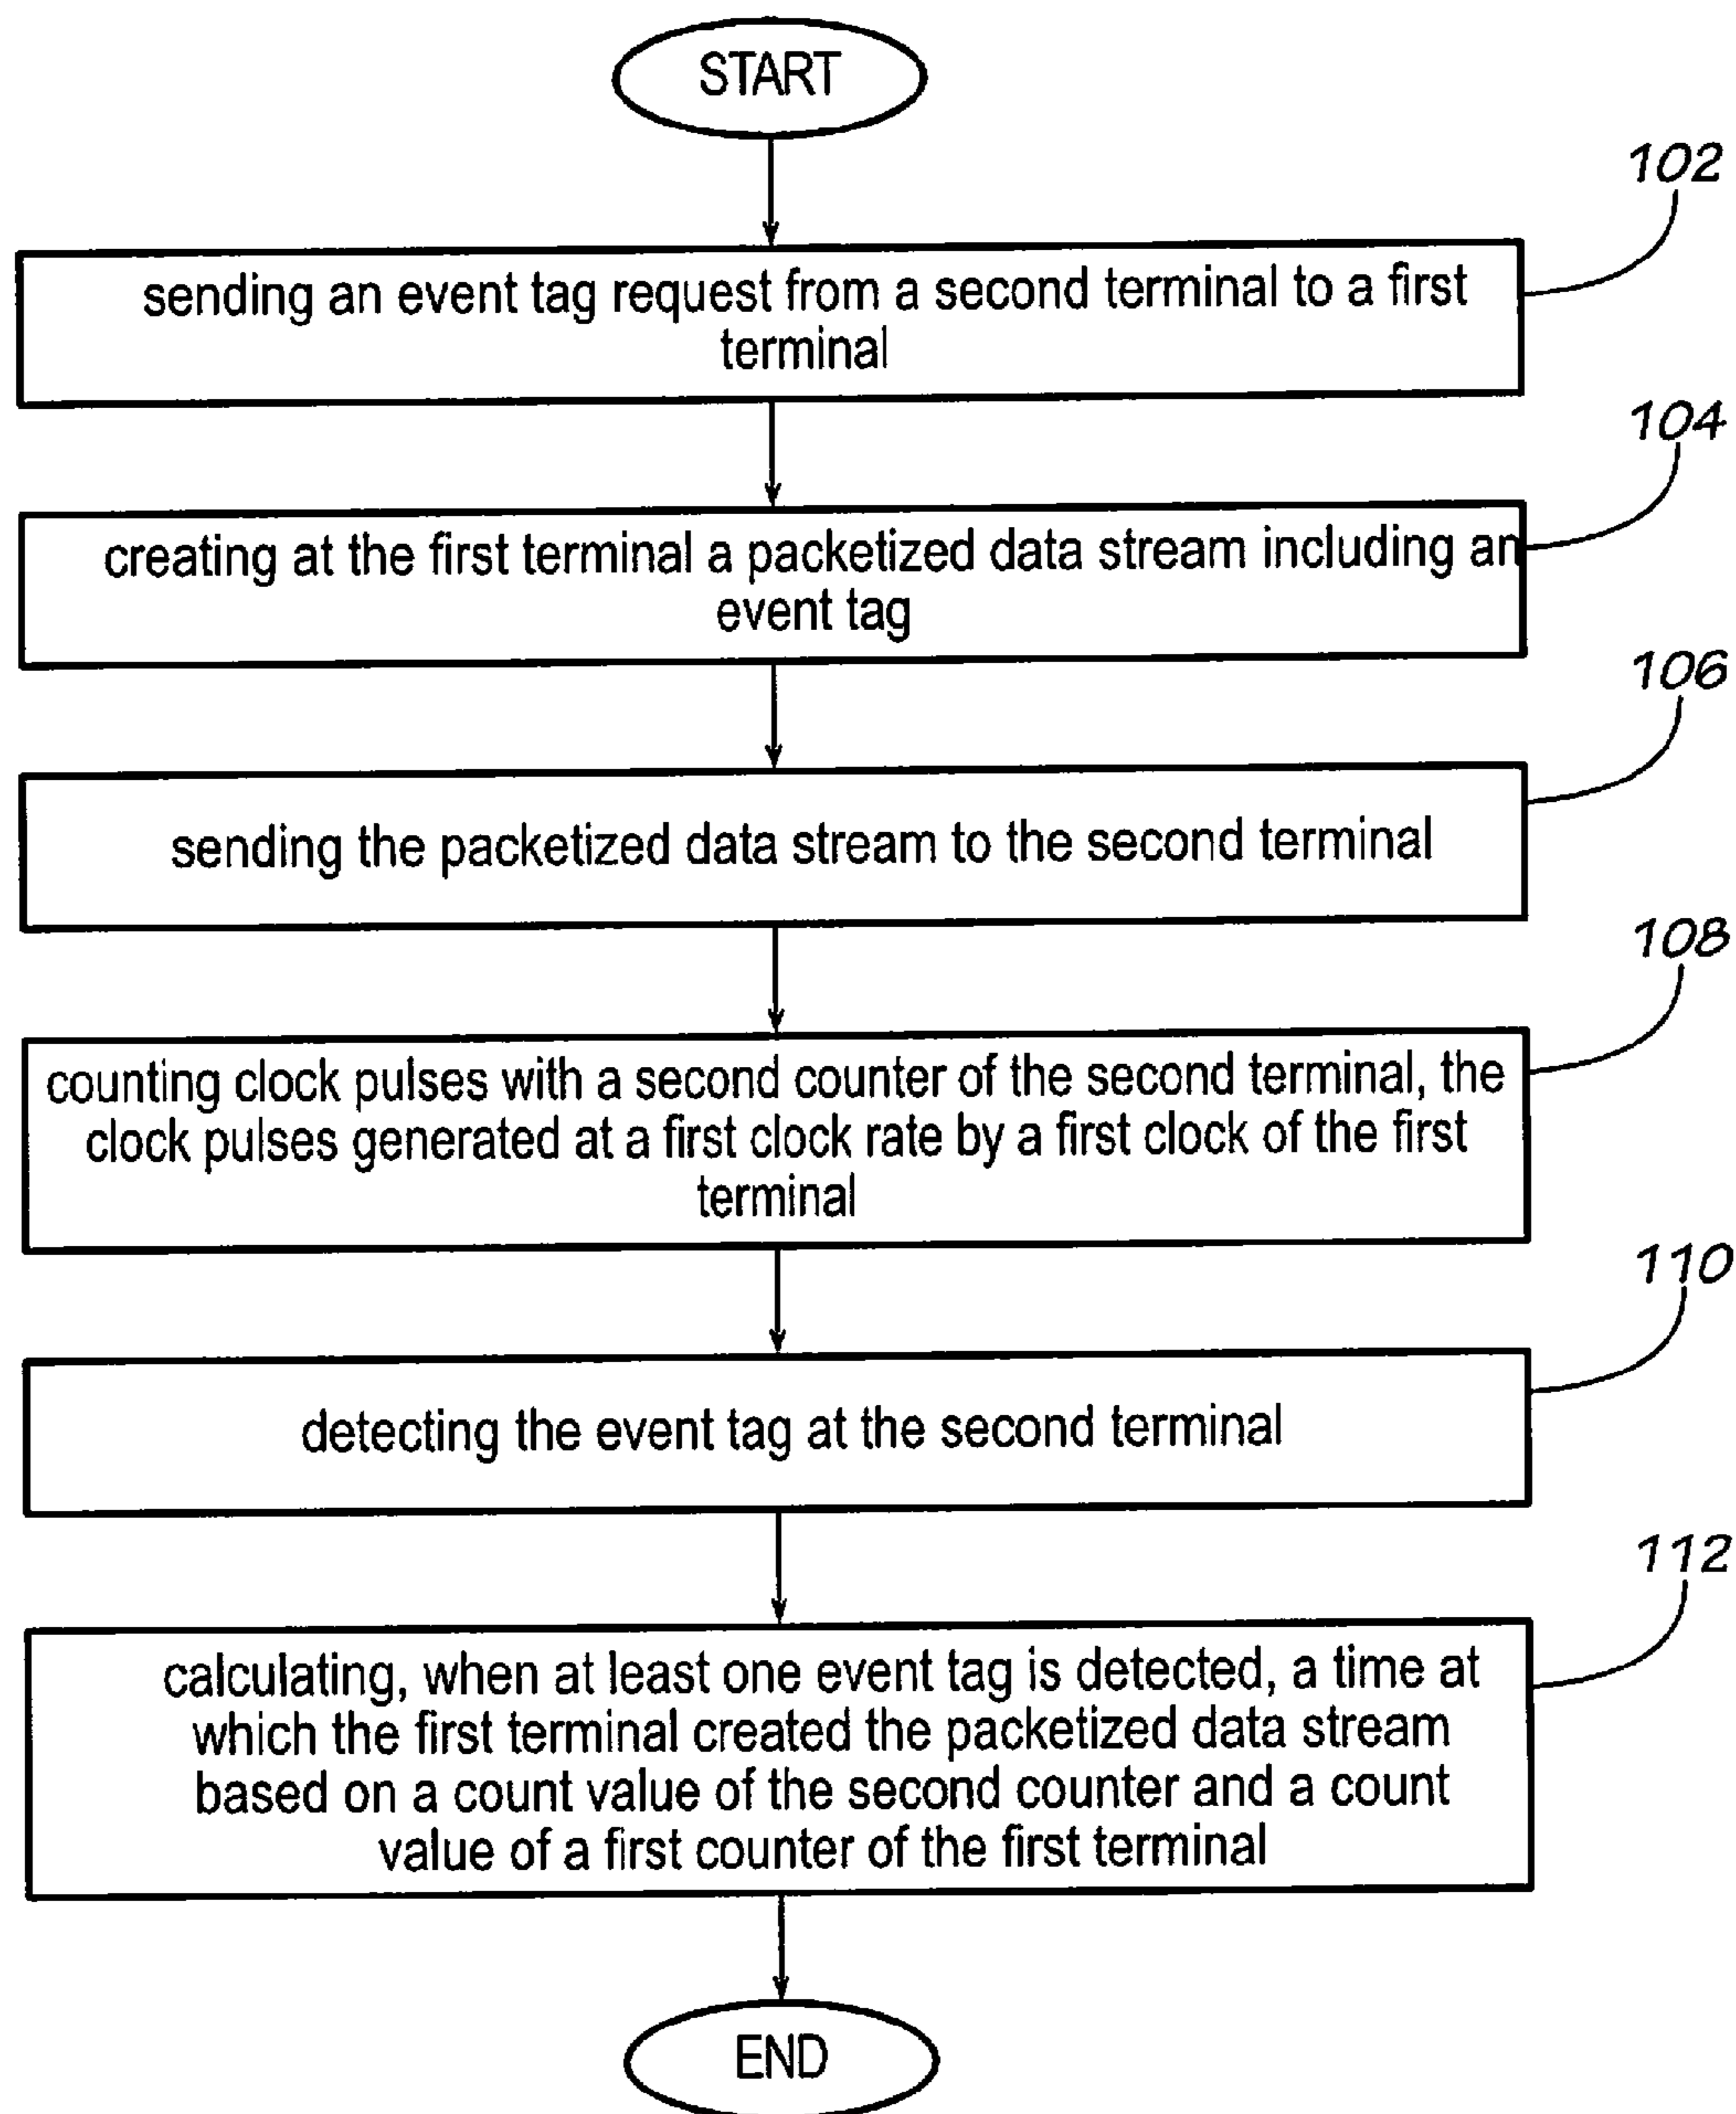 START
102
sending an event tag request from a second terminal to a first
terminal
104
creating at the first terminal a packetized data stream including an
event tag
106
sending the packetized data stream to the second terminal
108
counting clock pulses with a second counter of the second terminal, the
clock pulses generated at a first clock rate by a first clock of the first
terminal
110
detecting the event tag at the second terminal
112
calculating, when at least one event tag is detected, a time at
which the first terminal created the packetized data stream
based on a count value of the second counter and a count
value of a first counter of the first terminal
END